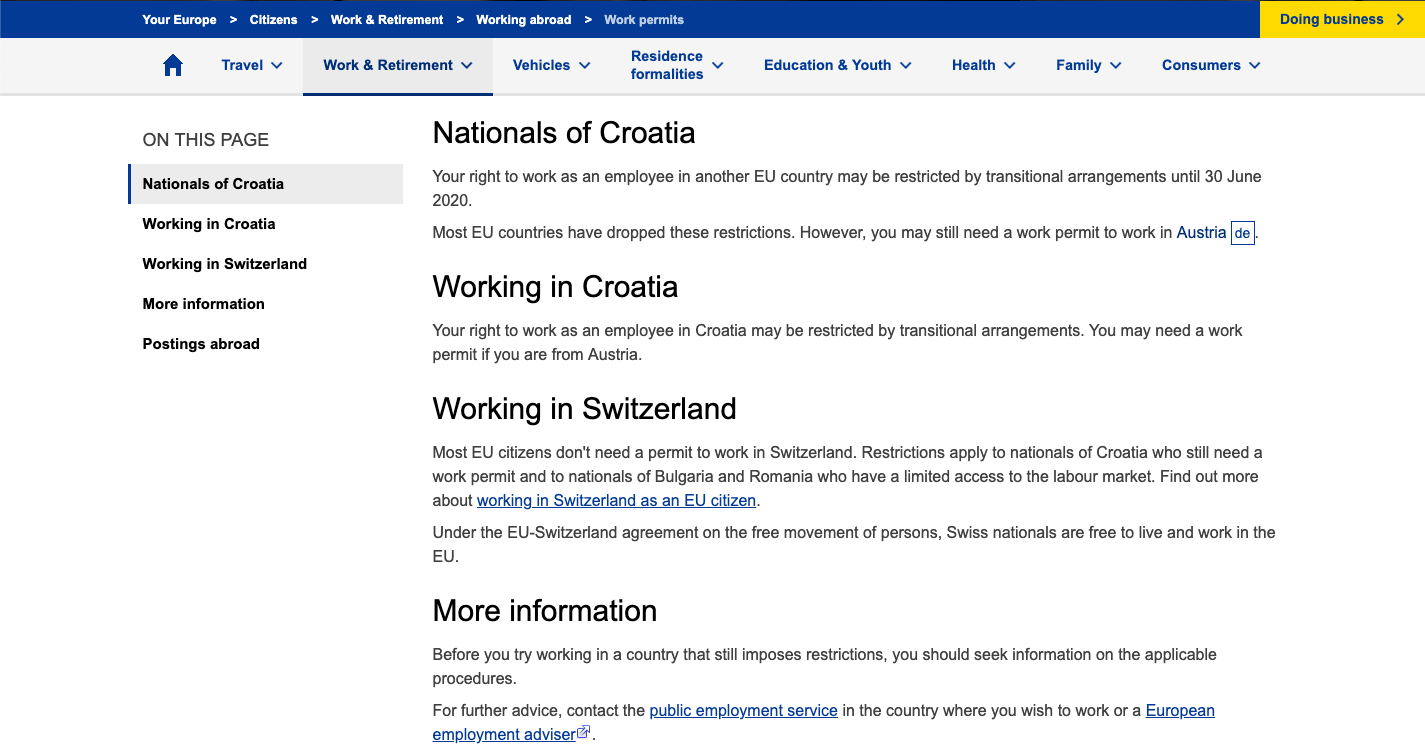 Your Europe > Citizens > Work & Retirement > Working abroad > Work permits
Doing business >
Travel
Work & Retirement
Vehicles
Residence
formalities
Education & Youth
Health
Family
Consumers
ON THIS PAGE
Nationals of Croatia
Working in Croatia
Working in Switzerland
More information
Postings abroad
Nationals of Croatia
Your right to work as an employee in another EU country may be restricted by transitional arrangements until 30 June
2020.
Most EU countries have dropped these restrictions. However, you may still need a work permit to work in Austria de.
Working in Croatia
Your right to work as an employee in Croatia may be restricted by transitional arrangements. You may need a work
permit if you are from Austria.
Working in Switzerland
Most EU citizens don't need a permit to work in Switzerland. Restrictions apply to nationals of Croatia who still need a
work permit and to nationals of Bulgaria and Romania who have a limited access to the labour market. Find out more
about working in Switzerland as an EU citizen.
Under the EU-Switzerland agreement on the free movement of persons, Swiss nationals are free to live and work in the
EU.
More information
Before you try working in a country that still imposes restrictions, you should seek information on the applicable
procedures.
For further advice, contact the public employment service in the country where you wish to work or a European
employment adviser.